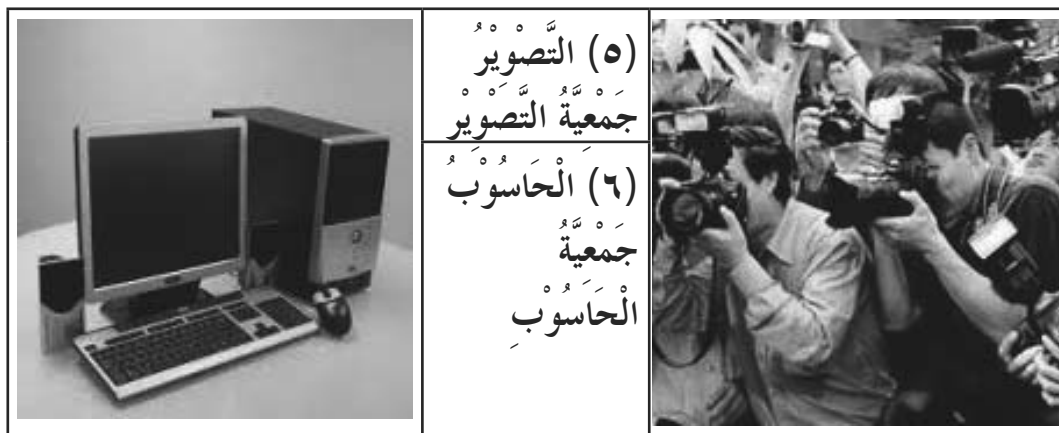 (٥) التَّصْوِيْرُ
جَمْعِيَّةُ التَّصْوِيْر
(٦) الْحَاسُوْبُ
جَمْعِيَّةُ
الْحَاسُوْبِ